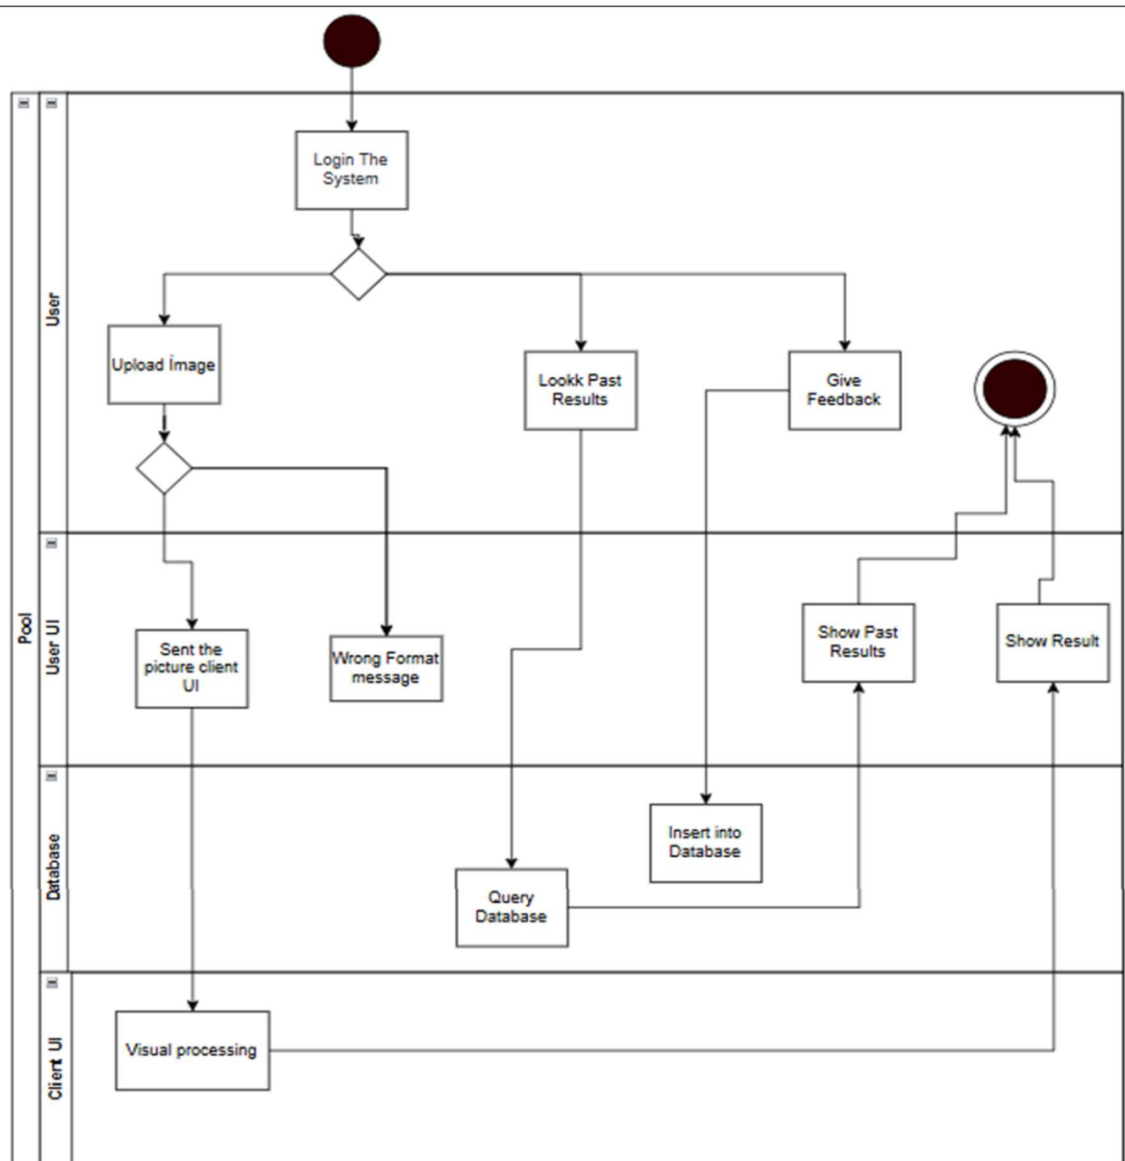 Pool
User
Login The
System
Upload İmage
Lookk Past
Results
Give
Feedback
User UI
Sent the
picture client
UI
Wrong Format
message
Show Past
Results
Show Result
Database
Insert into
Database
Query
Database
Clirt UI
Visual processing